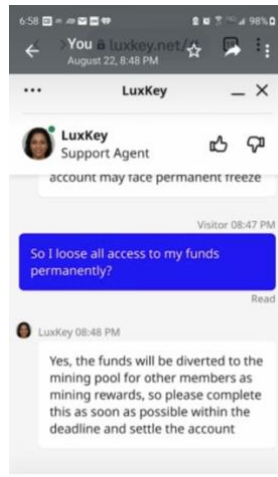 6:58
98%
You luxkey.net/
August 22, 8:48 PM
LuxKey
LuxKey
Support Agent
account may face permanent freeze
Visitor 08:47 PM
So I loose all access to my funds
permanently?
Read
LuxKey 08:48 PM
Yes, the funds will be diverted to the
mining pool for other members as
mining rewards, so please complete
this as soon as possible within the
deadline and settle the account